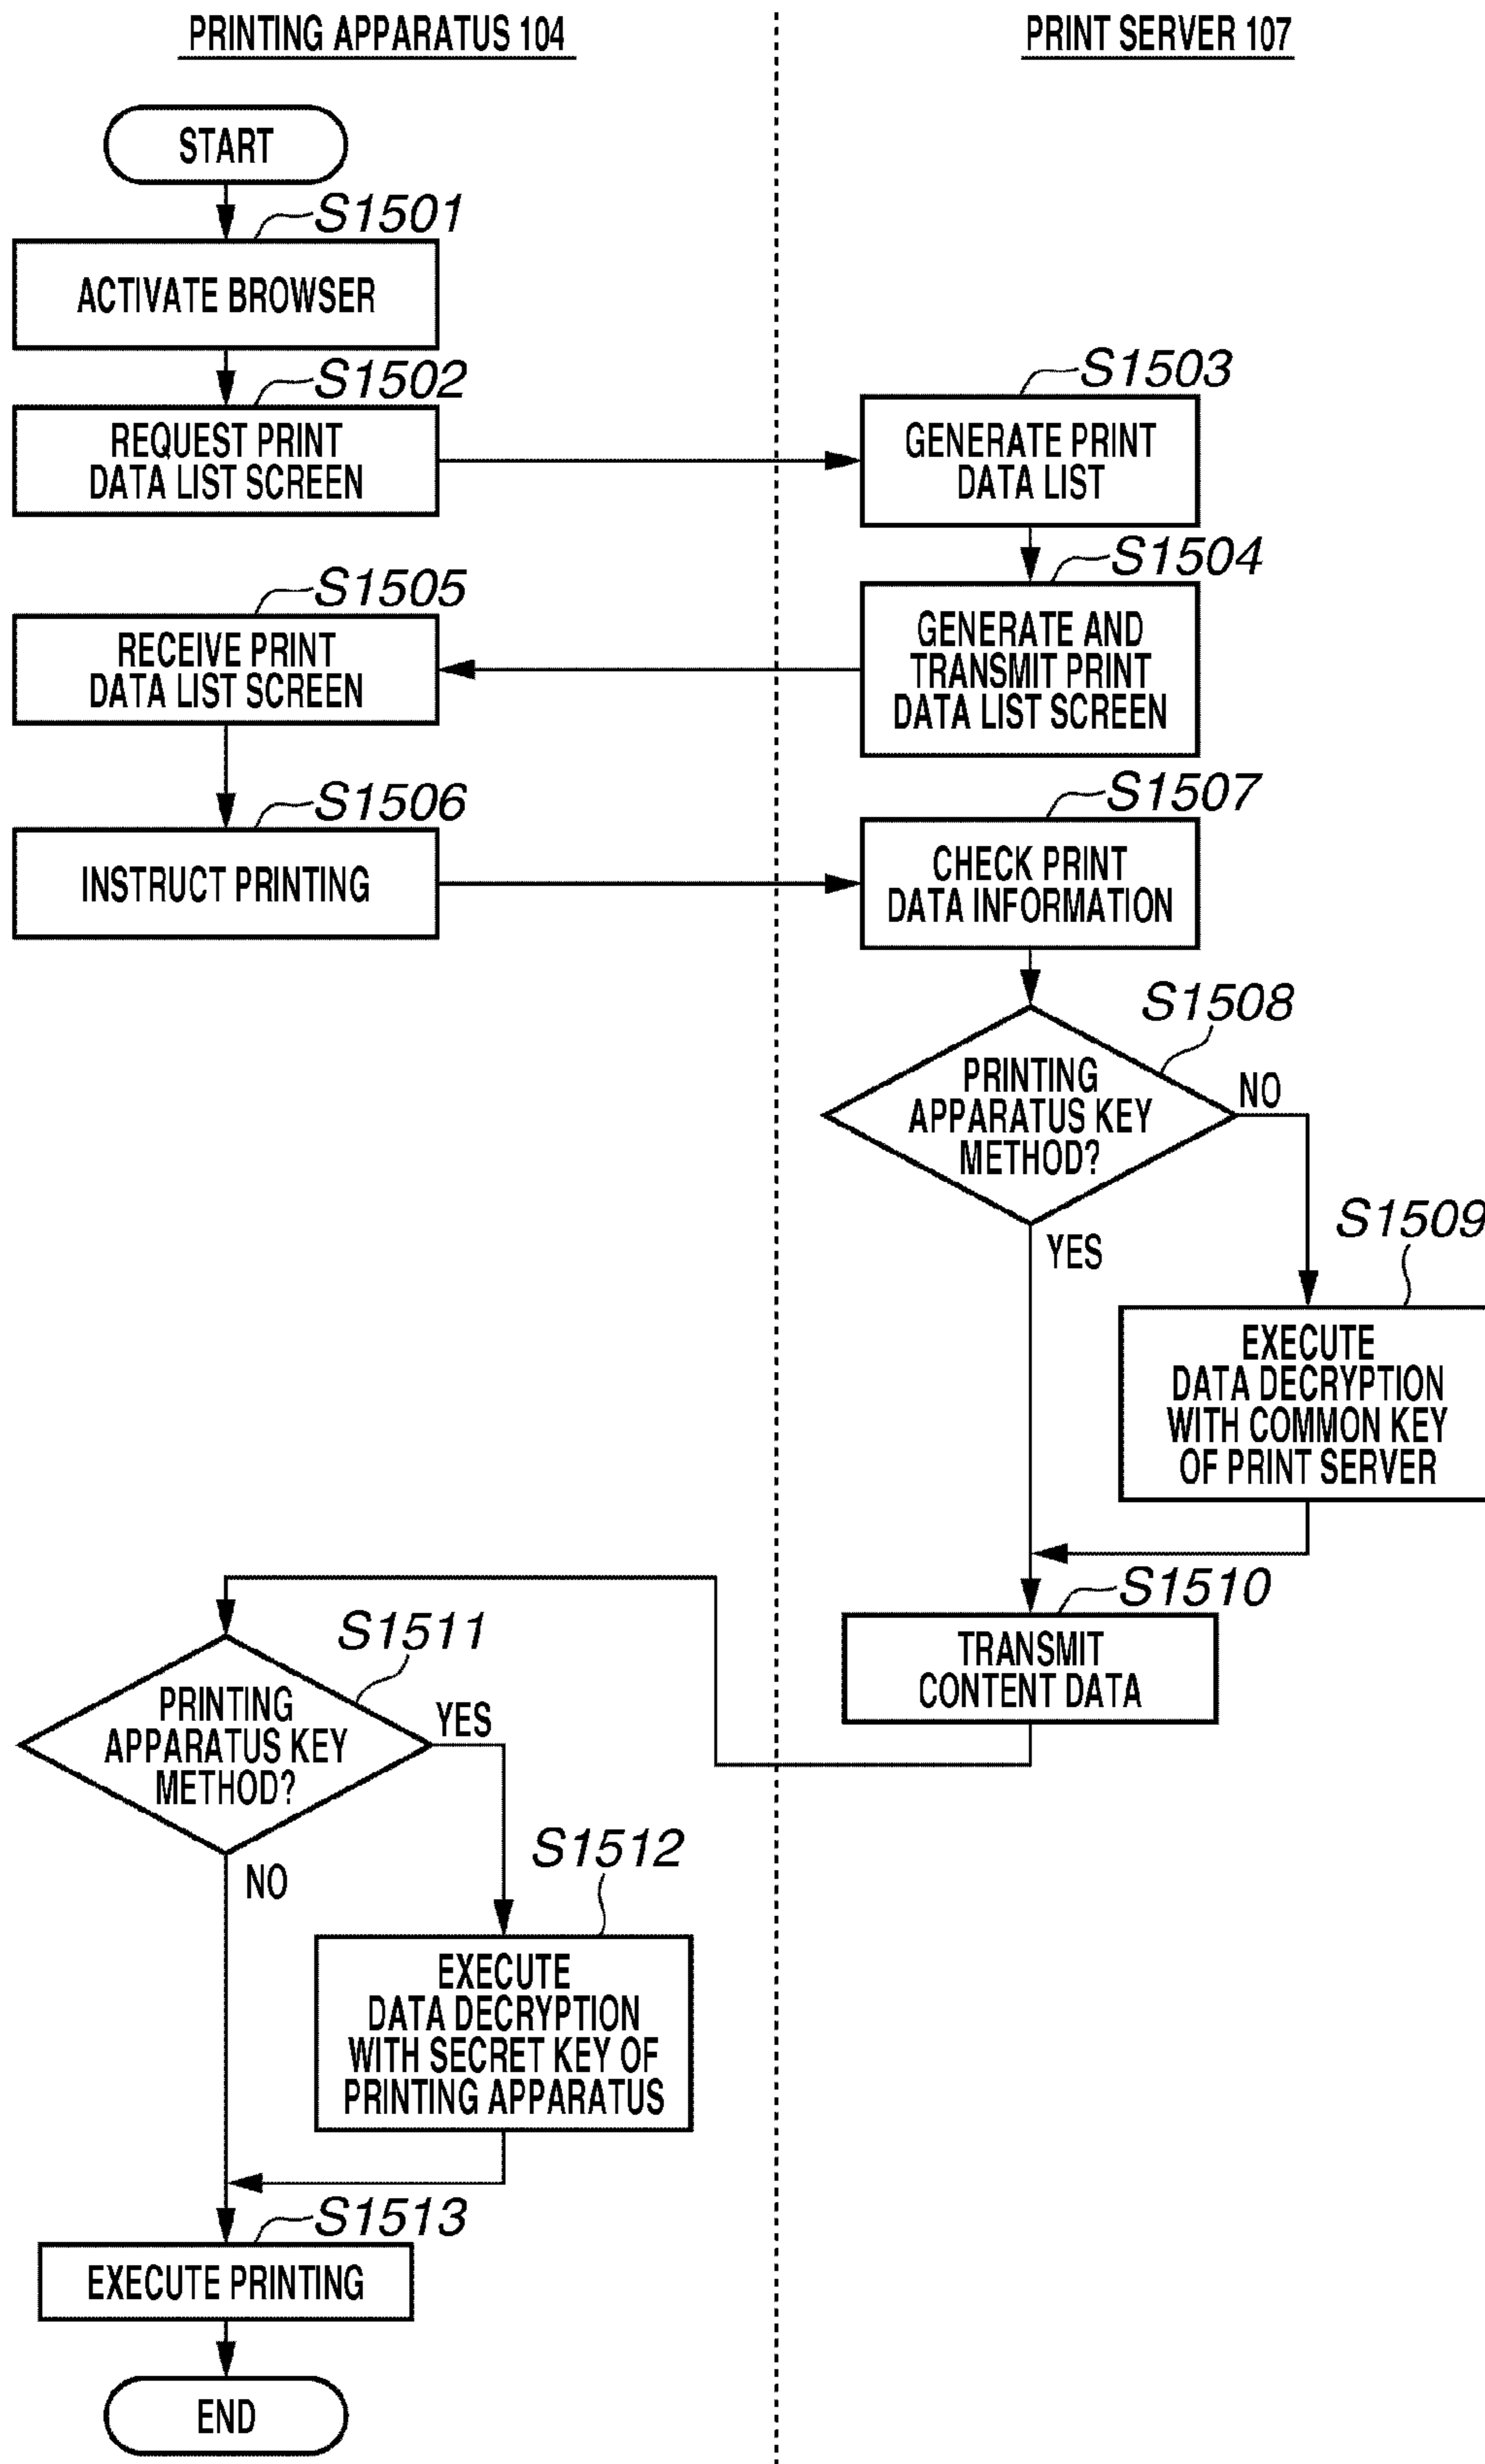 PRINTING APPARATUS 104
PRINT SERVER 107
START
S1501
ACTIVATE BROWSER
S1502
REQUEST PRINT
DATA LIST SCREEN
S1503
GENERATE PRINT
DATA LIST
S1504
GENERATE AND
TRANSMIT PRINT
DATA LIST SCREEN
S1505
RECEIVE PRINT
DATA LIST SCREEN
S1506
INSTRUCT PRINTING
S1507
CHECK PRINT
DATA INFORMATION
S1508
PRINTING
APPARATUS KEY
METHOD?
NO
YES
S1509
EXECUTE
DATA DECRYPTION
WITH COMMON KEY
OF PRINT SERVER
S1510
TRANSMIT
CONTENT DATA
S1511
PRINTING
APPARATUS KEY
METHOD?
YES
NO
S1512
EXECUTE
DATA DECRYPTION
WITH SECRET KEY OF
PRINTING APPARATUS
S1513
EXECUTE PRINTING
END